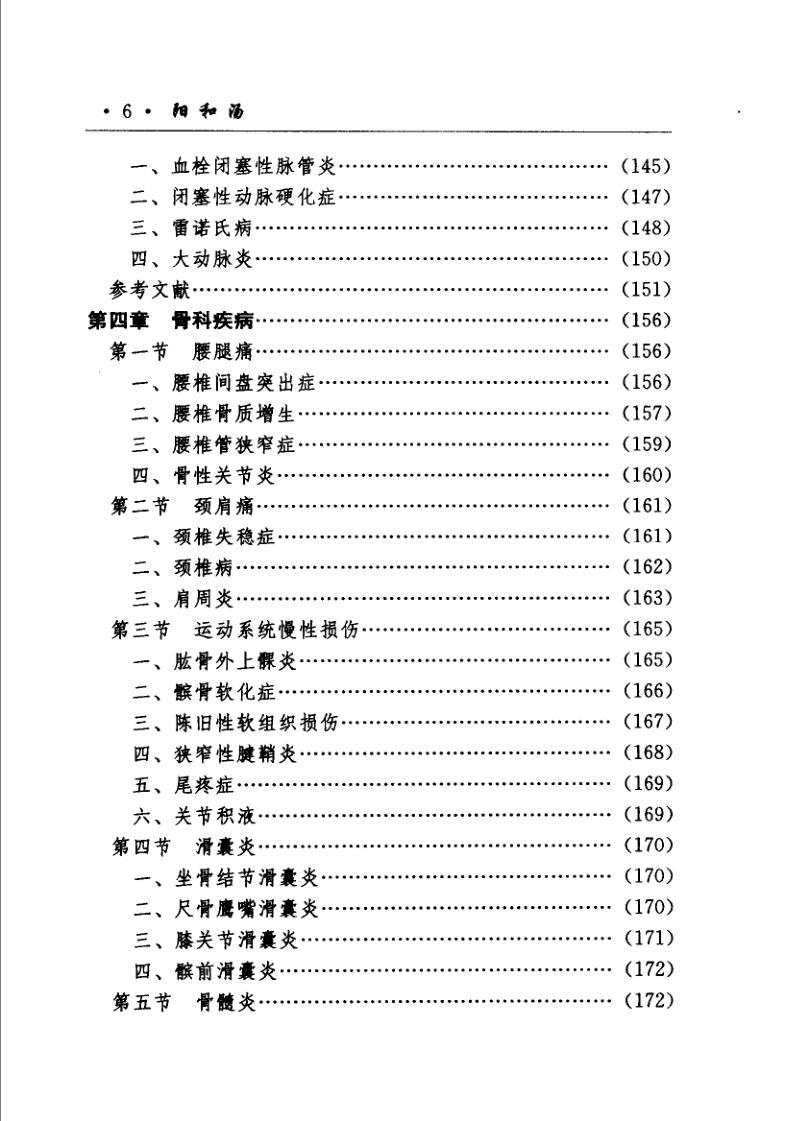 ·6· 阳和汤
一、血栓闭塞性脉管炎……………………………………(145)
二、闭塞性动脉硬化症……………………………………(147)
三、雷诺氏病……………………………………(148)
四、大动脉炎……………………………………(150)
参考文献……………………………………(151)
第四章 骨科疾病……………………………………(156)
第一节 腰腿痛……………………………………(156)
一、腰椎间盘突出症……………………………………(156)
二、腰椎骨质增生……………………………………(157)
三、腰椎管狭窄症……………………………………(159)
四、骨性关节炎……………………………………(160)
第二节 颈肩痛……………………………………(161)
一、颈椎失稳症……………………………………(161)
二、颈椎病……………………………………(162)
三、肩周炎……………………………………(163)
第三节 运动系统慢性损伤……………………………………(165)
一、肱骨外上髁炎……………………………………(165)
二、髌骨软化症……………………………………(166)
三、陈旧性软组织损伤……………………………………(167)
四、狭窄性腱鞘炎……………………………………(168)
五、尾疼症……………………………………(169)
六、关节积液……………………………………(169)
第四节 滑囊炎……………………………………(170)
一、坐骨结节滑囊炎……………………………………(170)
二、尺骨鹰嘴滑囊炎……………………………………(170)
三、膝关节滑囊炎……………………………………(171)
四、髌前滑囊炎……………………………………(172)
第五节 骨髓炎……………………………………(172)